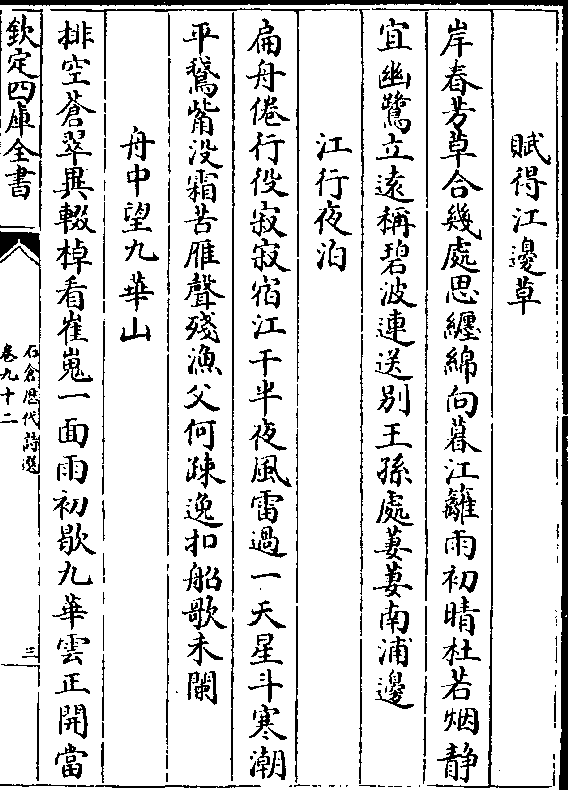 賦得江邊草
岸春芳草合幾處思纏綿向暮江籬雨初晴杜若烟静
宜幽鷺立遠稱碧波連送别王孫處萋萋南浦邊
江行夜泊
扁舟倦行役寂寂宿江干半夜風雷過一天星斗寒潮
平鵞觜没霜苦雁聲殘漁父何疎逸扣船歌未闌
舟中望九華山
排空蒼翠異輟棹看崔嵬一面雨初歇九華雲正開當
欽定四庫全書
石倉歷代詩選
卷九十二
三